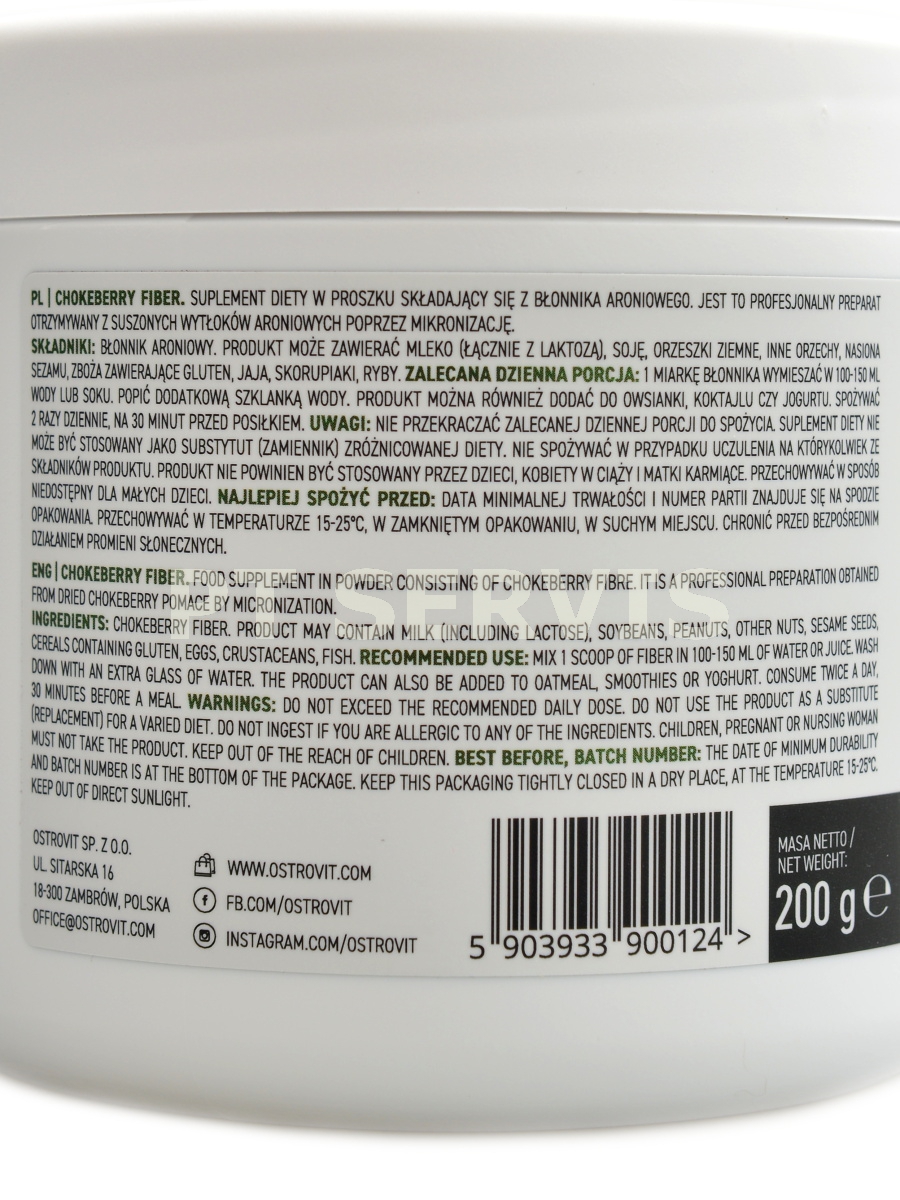 PL | CHOKEBERRY FIBER. SUPLEMENT DIETY W PROSZKU SKŁADAJĄCY SIĘ Z BŁONNIKA ARONIOWEGO. JEST TO PROFESJONALNY PREPARAT
OTRZYMYWANY Z SUSZONYCH WYTŁOKÓW ARONIOWYCH POPRZEZ MIKRONIZACJĘ.
SKŁADNIKI: BŁONNIK ARONIOWY. PRODUKT MOŻE ZAWIERAĆ MLEKO (ŁĄCZNIE Z LAKTOZĄ), SOJĘ, ORZESZKI ZIEMNE, INNE ORZECHY, NASIONA
SEZAMU, ZBOŻA ZAWIERAJĄCE GLUTEN, JAJA, SKORUPIAKI, RYBY. ZALECANA DZIENNA PORCJA: 1 MIARKĘ BŁONNIKA WYMIESZAĆ W 100-150 ML
WODY LUB SOKU. POPIĆ DODATKOWĄ SZKLANKĄ WODY. PRODUKT MOŻNA RÓWNIEŻ DODAĆ DO OWSIANKI, KOKTAJLU CZY JOGURTU. SPOŻYWAĆ
2 RAZY DZIENNIE, NA 30 MINUT PRZED POSIŁKIEM. UWAGI: NIE PRZEKRACZAĆ ZALECANEJ DZIENNEJ PORCJI DO SPOŻYCIA. SUPLEMENT DIETY NIE
MOŻE BYĆ STOSOWANY JAKO SUBSTYTUT (ZAMIENNIK) ZRÓŻNICOWANEJ DIETY. NIE SPOŻYWAĆ W PRZYPADKU UCZULENIA NA KTÓRYKOLWIEK ZE
SKŁADNIKÓW PRODUKTU. PRODUKT NIE POWINIEN BYĆ STOSOWANY PRZEZ DZIECI, KOBIETY W CIĄŻY I MATKI KARMIĄCE. PRZECHOWYWAĆ W SPOSÓB
NIEDOSTĘPNY DLA MAŁYCH DZIECI. NAJLEPIEJ SPOŻYĆ PRZED: DATA MINIMALNEJ TRWAŁOŚCI I NUMER PARTII ZNAJDUJE SIĘ NA SPODZIE
OPAKOWANIA. PRZECHOWYWAĆ W TEMPERATURZE 15-25°C, W ZAMKNIĘTYM OPAKOWANIU, W SUCHYM MIEJSCU. CHRONIĆ PRZED BEZPOŚREDNIM
DZIAŁANIEM PROMIENI SŁONECZNYCH.
ENG | CHOKEBERRY FIBER. FOOD SUPPLEMENT IN POWDER CONSISTING OF CHOKEBERRY FIBRE. IT IS A PROFESSIONAL PREPARATION OBTAINED
FROM DRIED CHOKEBERRY POMACE BY MICRONIZATION.
PIT SERVIS
INGREDIENTS: CHOKEBERRY FIBER. PRODUCT MAY CONTAIN MILK (INCLUDING LACTOSE), SOYBEANS, PEANUTS, OTHER NUTS, SESAME SEEDS,
CEREALS CONTAINING GLUTEN, EGGS, CRUSTACEANS, FISH. RECOMMENDED USE: MIX 1 SCOOP OF FIBER IN 100-150 ML OF WATER OR JUICE. WASH
DOWN WITH AN EXTRA GLASS OF WATER. THE PRODUCT CAN ALSO BE ADDED TO OATMEAL, SMOOTHIES OR YOGHURT. CONSUME TWICE A DAY,
30 MINUTES BEFORE A MEAL. WARNINGS: DO NOT EXCEED THE RECOMMENDED DAILY DOSE. DO NOT USE THE PRODUCT AS A SUBSTITUTE
(REPLACEMENT) FOR A VARIED DIET. DO NOT INGEST IF YOU ARE ALLERGIC TO ANY OF THE INGREDIENTS. CHILDREN, PREGNANT OR NURSING WOMAN
MUST NOT TAKE THE PRODUCT. KEEP OUT OF THE REACH OF CHILDREN. BEST BEFORE, BATCH NUMBER: THE DATE OF MINIMUM DURABILITY
AND BATCH NUMBER IS AT THE BOTTOM OF THE PACKAGE. KEEP THIS PACKAGING TIGHTLY CLOSED IN A DRY PLACE, AT THE TEMPERATURE 15-25°C.
KEEP OUT OF DIRECT SUNLIGHT.
OSTROVIT SP. Z O.O.
UL. SITARSKA 16
18-300 ZAMBRÓW, POLSKA
OFFICE@OSTROVIT.COM
WWW.OSTROVIT.COM
FB.COM/OSTROVIT
INSTAGRAM.COM/OSTROVIT
5 903933 900124 >
MASA NETTO /
NET WEIGHT:
200 g ℮